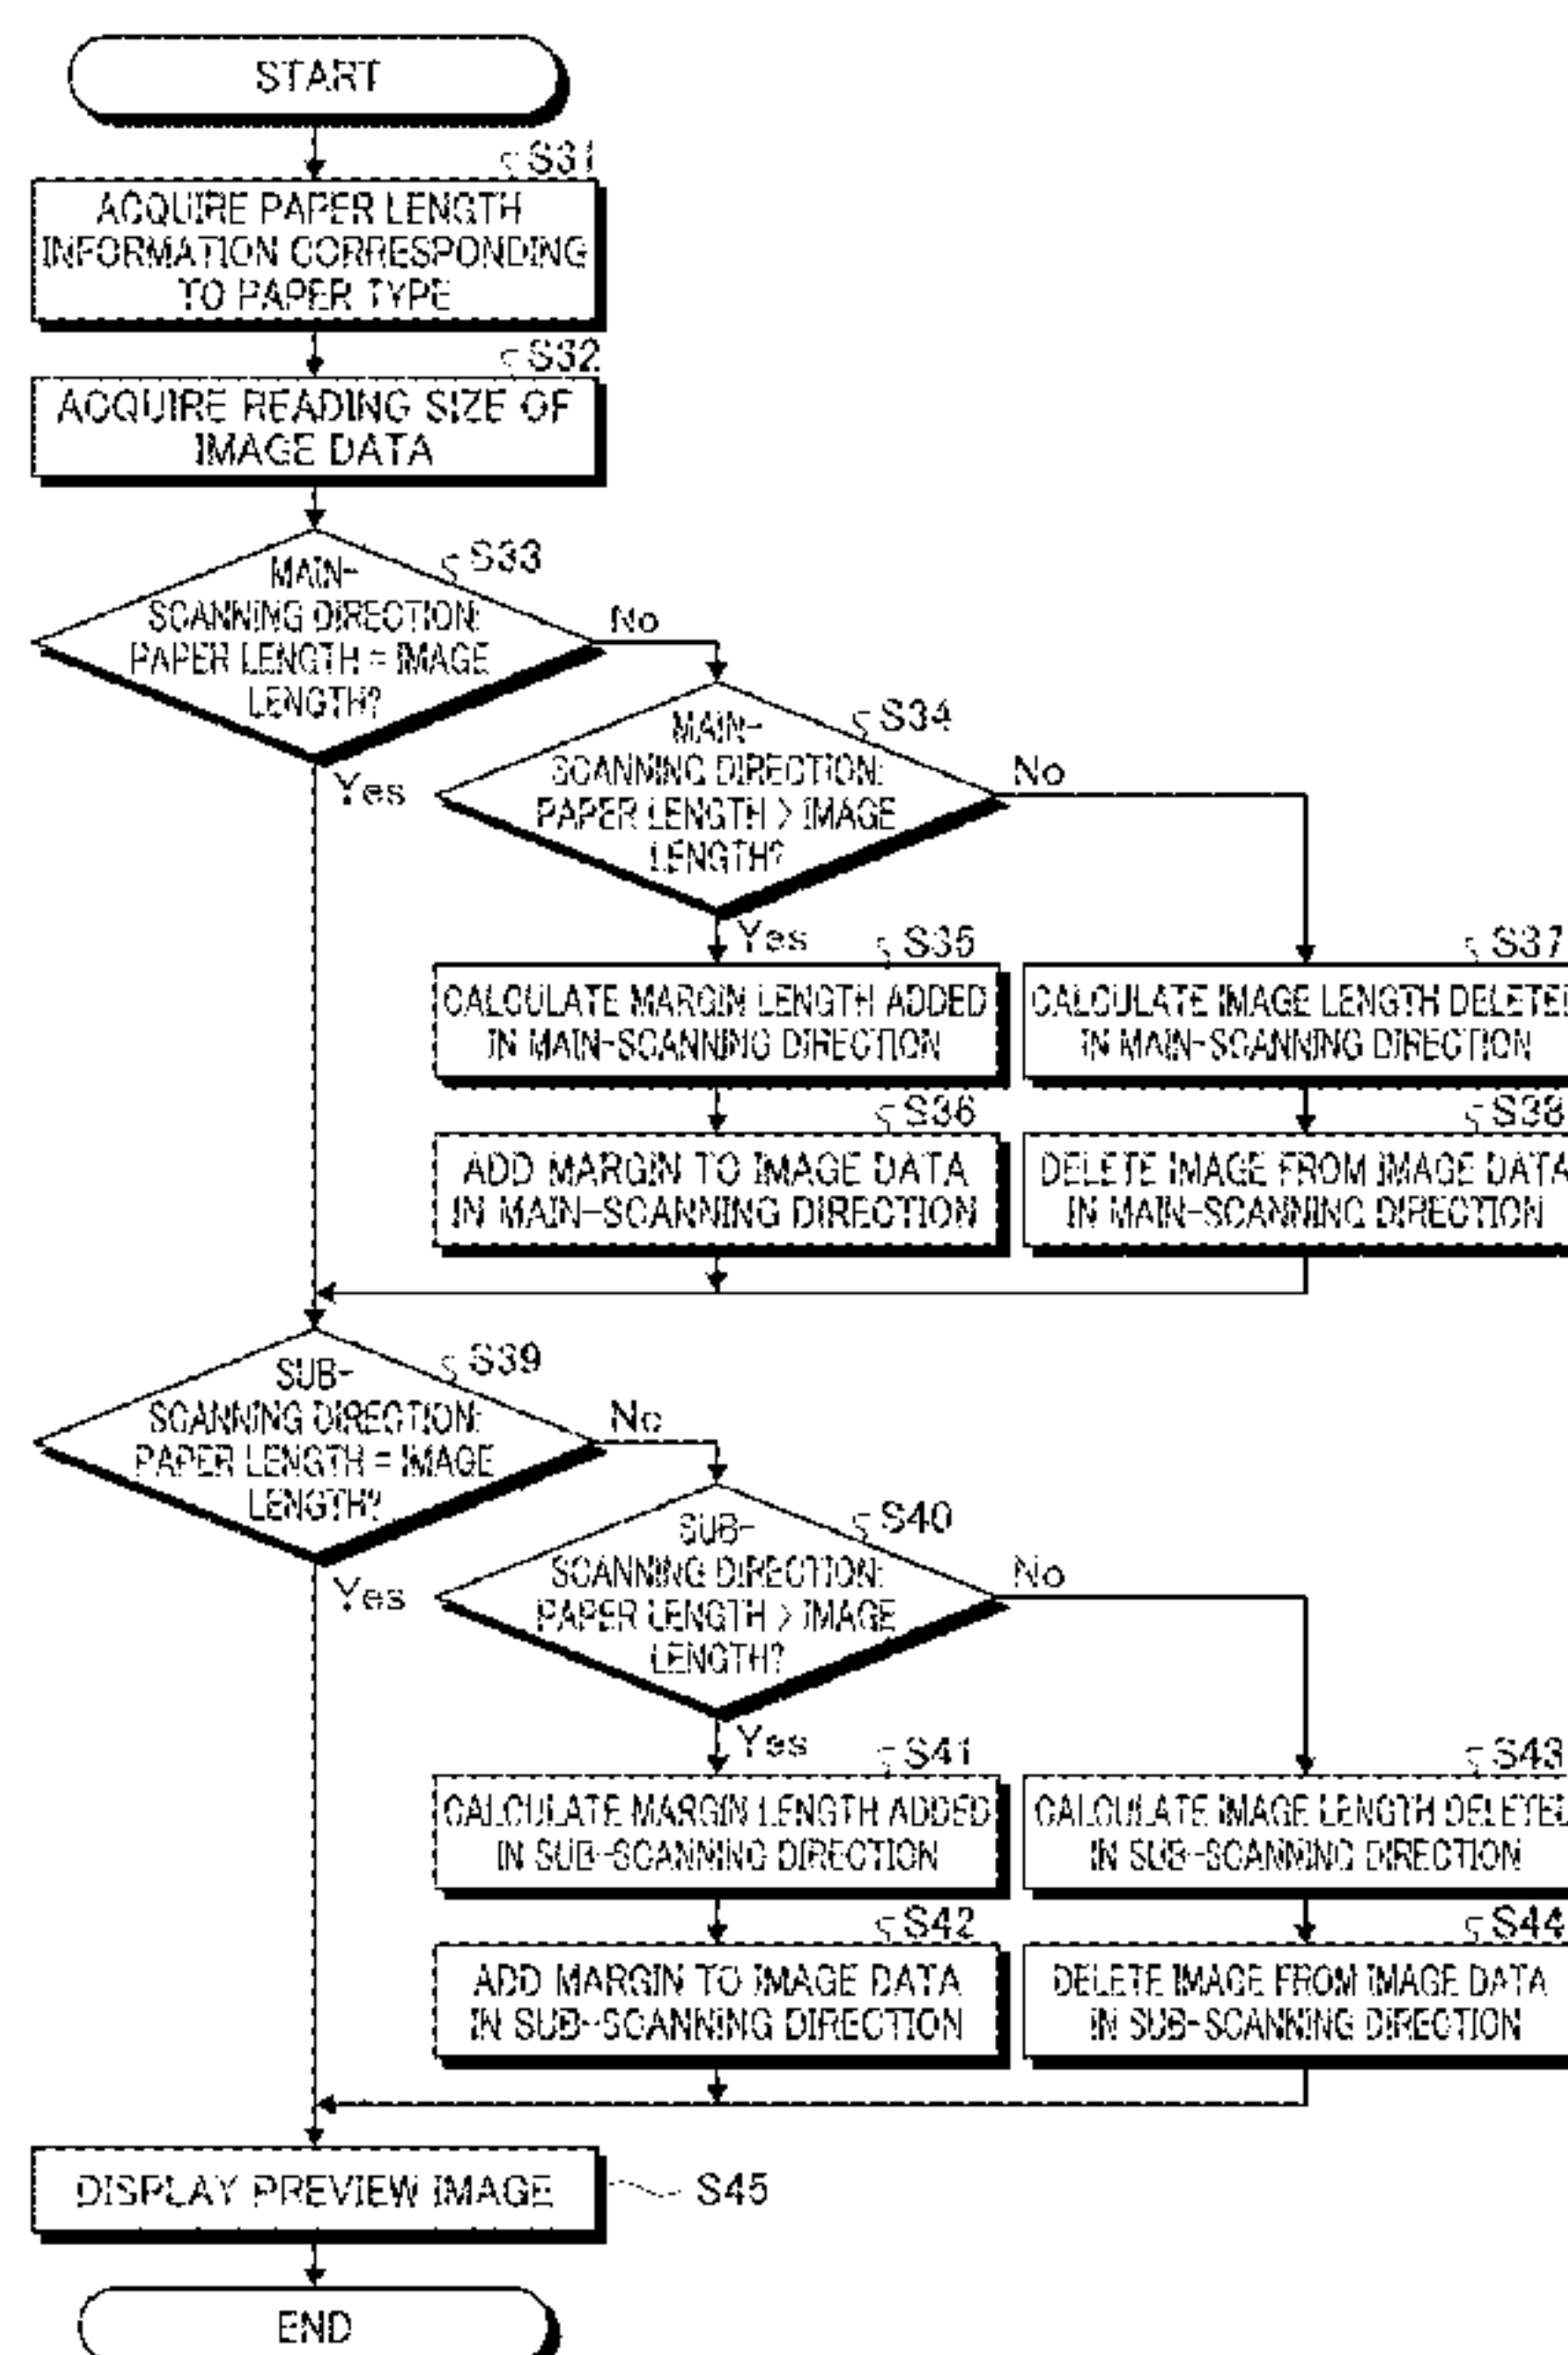 START
S31
ACQUIRE PAPER LENGTH
INFORMATION CORRESPONDING
TO PAPER TYPE
S32
ACQUIRE READING SIZE OF
IMAGE DATA
S33
MAIN-
SCANNING DIRECTION:
PAPER LENGTH = IMAGE
LENGTH?
No
Yes
S34
MAIN-
SCANNING DIRECTION:
PAPER LENGTH > IMAGE
LENGTH?
No
Yes
S35
CALCULATE MARGIN LENGTH ADDED
IN MAIN-SCANNING DIRECTION
S37
CALCULATE IMAGE LENGTH DELETED
IN MAIN-SCANNING DIRECTION
S36
ADD MARGIN TO IMAGE DATA
IN MAIN-SCANNING DIRECTION
S38
DELETE IMAGE FROM IMAGE DATA
IN MAIN-SCANNING DIRECTION
S39
SUB-
SCANNING DIRECTION:
PAPER LENGTH = IMAGE
LENGTH?
No
Yes
S40
SUB-
SCANNING DIRECTION:
PAPER LENGTH > IMAGE
LENGTH?
No
Yes
S41
CALCULATE MARGIN LENGTH ADDED
IN SUB-SCANNING DIRECTION
S43
CALCULATE IMAGE LENGTH DELETED
IN SUB-SCANNING DIRECTION
S42
ADD MARGIN TO IMAGE DATA
IN SUB-SCANNING DIRECTION
S44
DELETE IMAGE FROM IMAGE DATA
IN SUB-SCANNING DIRECTION
DISPLAY PREVIEW IMAGE
S45
END